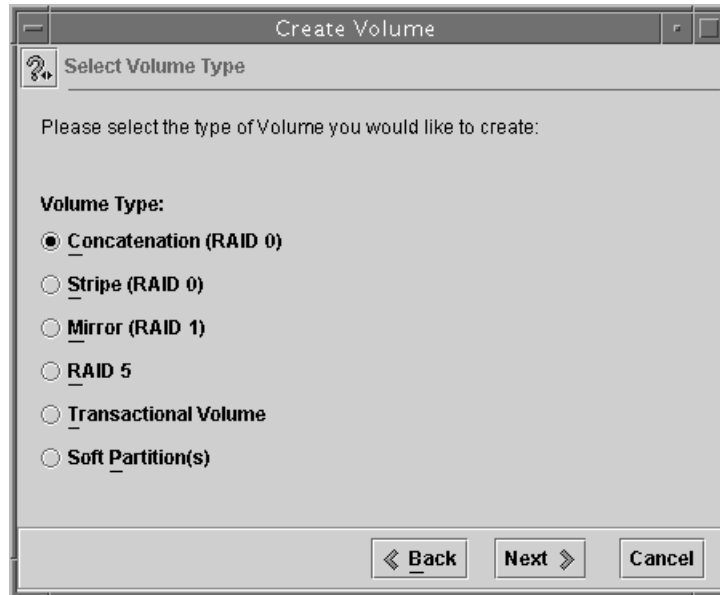 Create Volume
Select Volume Type
Please select the type of Volume you would like to create:
Volume Type:
Concatenation (RAID 0)
Stripe (RAID 0)
Mirror (RAID 1)
RAID 5
Transactional Volume
Soft Partition(s)
Back Next Cancel